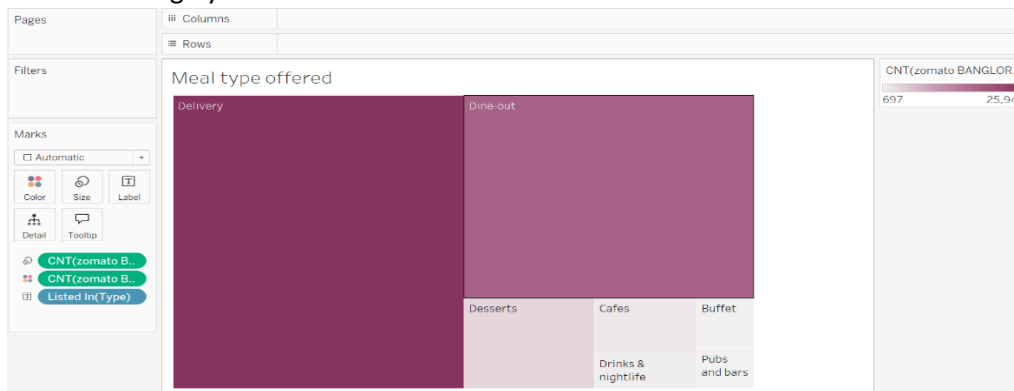 Pages
Columns
Rows
Filters
Meal type offered
CNT(zomato BANGLOR.
697 25,94
Delivery
Dine-out
Marks
Automatic
Color Size Label
Detail Tooltip
CNT(zomato B..
CNT(zomato B..
Listed In(Type)
Desserts
Cafes
Buffet
Drinks &
nightlife
Pubs
and bars